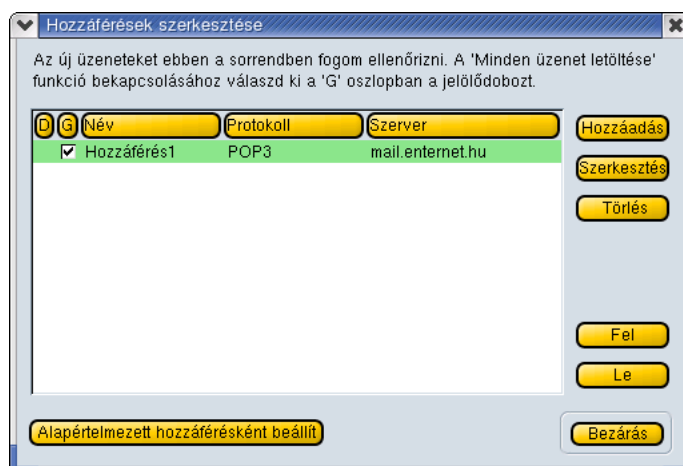 Hozzáférések szerkesztése
Az új üzeneteket ebben a sorrendben fogom ellenőrizni. A 'Minden üzenet letöltése'
funkció bekapcsolásához válaszd ki a 'G' oszlopban a jelölődobozt.
D G Név Protokoll Szerver
Hozzáférés1 POP3 mail.enternet.hu
Hozzáadás
Szerkesztés
Törlés
Fel
Le
Alapértelmezett hozzáférésként beállít
Bezárás